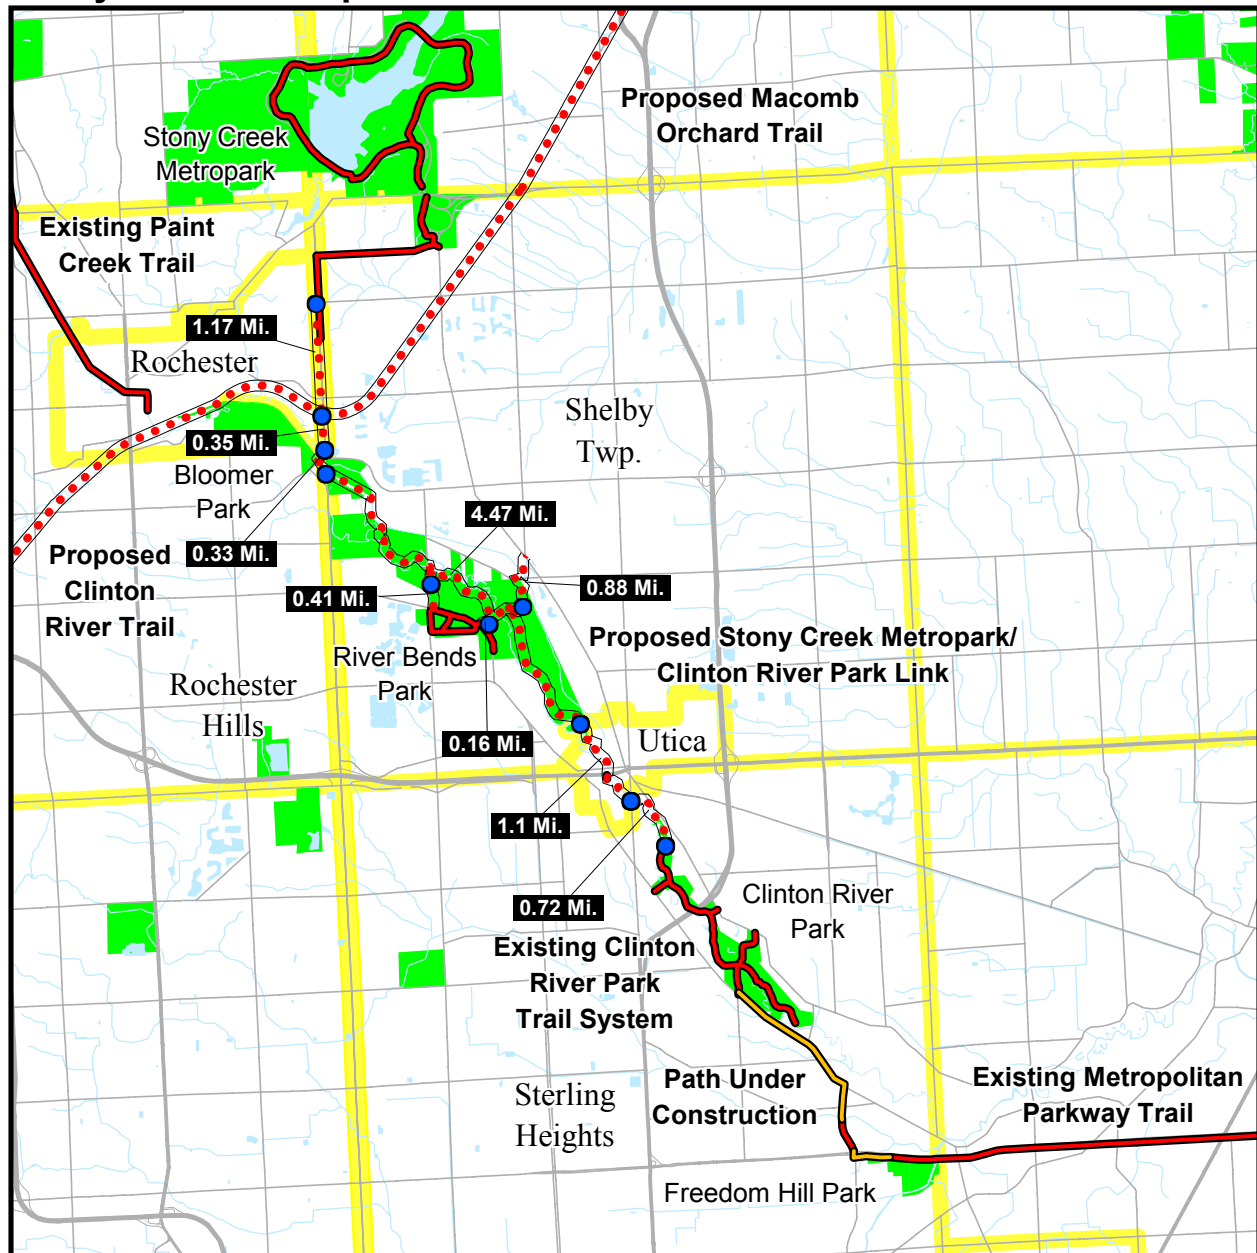 Proposed Macomb
Orchard Trail
Stony Creek
Metropark
Existing Paint
Creek Trail
1.17 Mi.
Rochester
Shelby
Twp.
0.35 Mi.
Bloomer
Park
4.47 Mi.
Proposed
Clinton
River Trail
0.33 Mi.
0.41 Mi.
0.88 Mi.
Proposed Stony Creek Metropark/
Clinton River Park Link
River Bends
Park
Rochester
Hills
0.16 Mi.
Utica
1.1 Mi.
0.72 Mi.
Clinton River
Park
Existing Clinton
River Park
Trail System
Path Under
Construction
Existing Metropolitan
Parkway Trail
Sterling
Heights
Freedom Hill Park